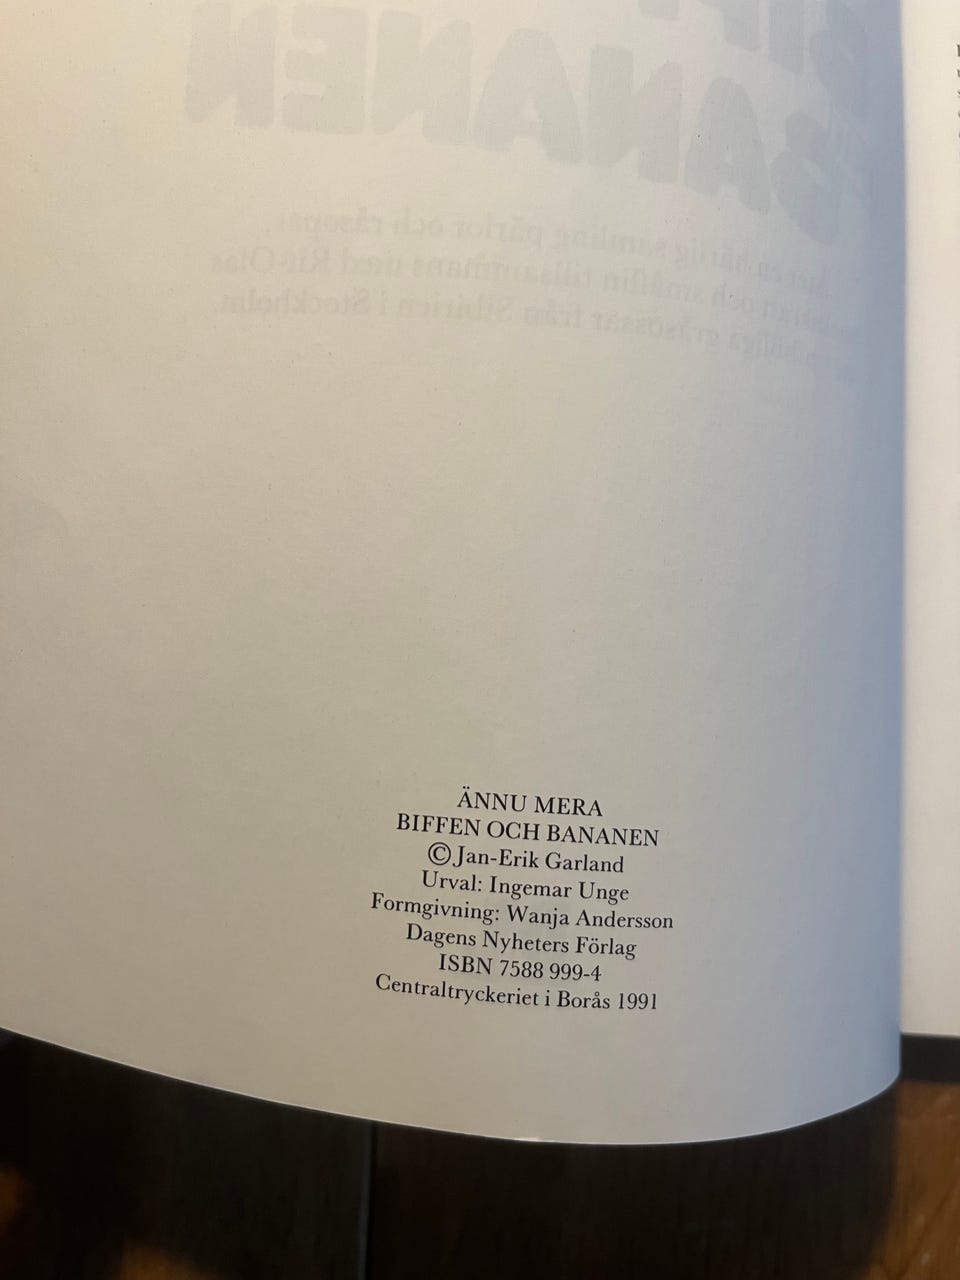 ÄNNU MERA
BIFFEN OCH BANANEN
© Jan-Erik Garland
Urval: Ingemar Unge
Formgivning: Wanja Andersson
Dagens Nyheters Förlag
ISBN 7588 999-4
Centraltryckeriet i Borås 1991